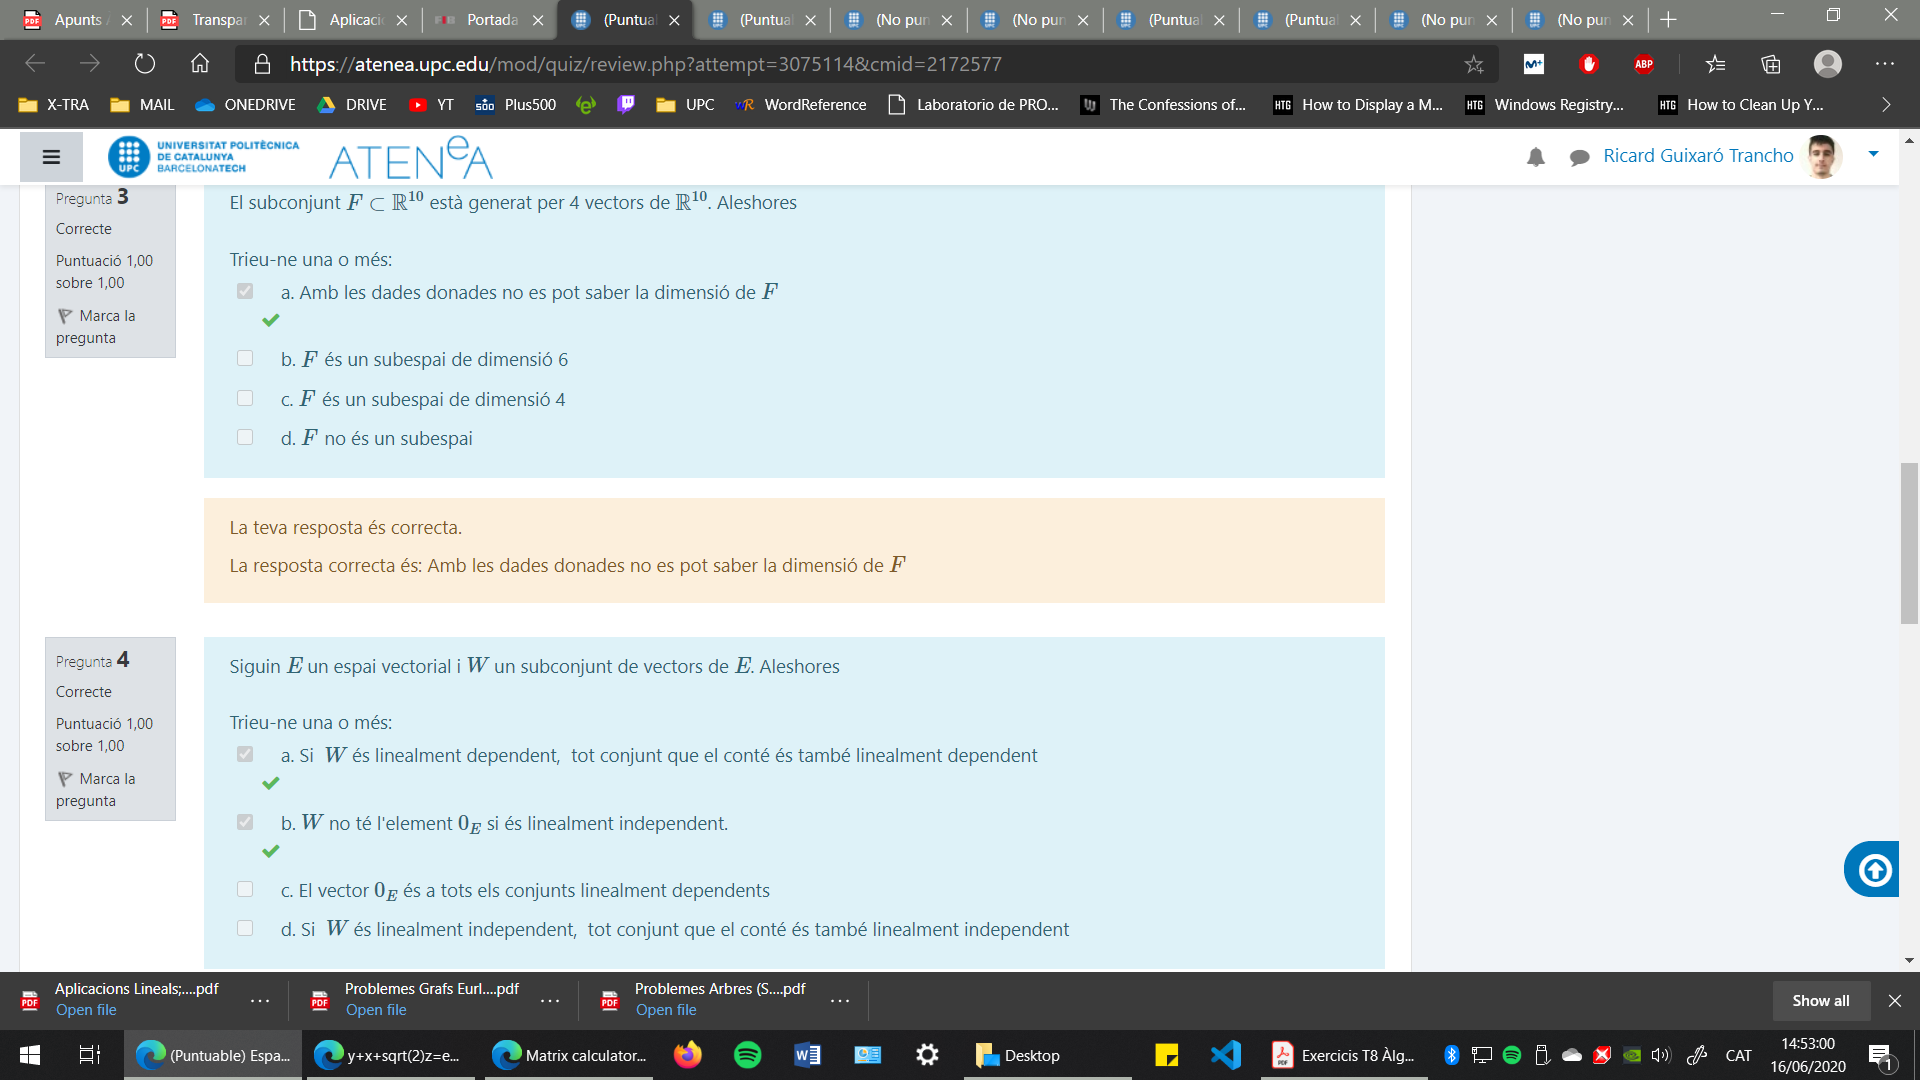 Apunts
Transpa
Aplicaci
Portada
(Puntual
(Puntual
(No pun
(No pun
(Puntual
(Puntual
(No pun
(No pun
https://atenea.upc.edu/mod/quiz/review.php?attempt=3075114&cmid=2172577
ABP
X-TRA
MAIL
ONEDRIVE
DRIVE
YT
Plus500
UPC
WordReference
Laboratorio de PRO...
The Confessions of...
How to Display a M...
Windows Registry...
How to Clean Up Y...
UNIVERSITAT POLITÈCNICA
DE CATALUNYA
BARCELONATECH
UPC
ATENeA
Ricard Guixaró Trancho
Pregunta 3
Correcte
Puntuació 1,00
sobre 1,00
Marca la
pregunta
El subconjunt F ⊂ ℝ¹⁰ està generat per 4 vectors de ℝ¹⁰. Aleshores
Trieu-ne una o més:
a. Amb les dades donades no es pot saber la dimensió de F
b. F és un subespai de dimensió 6
c. F és un subespai de dimensió 4
d. F no és un subespai
La teva resposta és correcta.
La resposta correcta és: Amb les dades donades no es pot saber la dimensió de F
Pregunta 4
Correcte
Puntuació 1,00
sobre 1,00
Marca la
pregunta
Siguin E un espai vectorial i W un subconjunt de vectors de E. Aleshores
Trieu-ne una o més:
a. Si W és linealment dependent, tot conjunt que el conté és també linealment dependent
b. W no té l'element 0_E si és linealment independent.
c. El vector 0_E és a tots els conjunts linealment dependents
d. Si W és linealment independent, tot conjunt que el conté és també linealment independent
Aplicacions Lineals;....pdf
Open file
Problemes Grafs Eurl....pdf
Open file
Problemes Arbres (S....pdf
Open file
Show all
(Puntuable) Espa...
y+x+sqrt(2)z=e...
Matrix calculator...
Desktop
Exercicis T8 Àlg...
CAT
14:53:00
16/06/2020
1